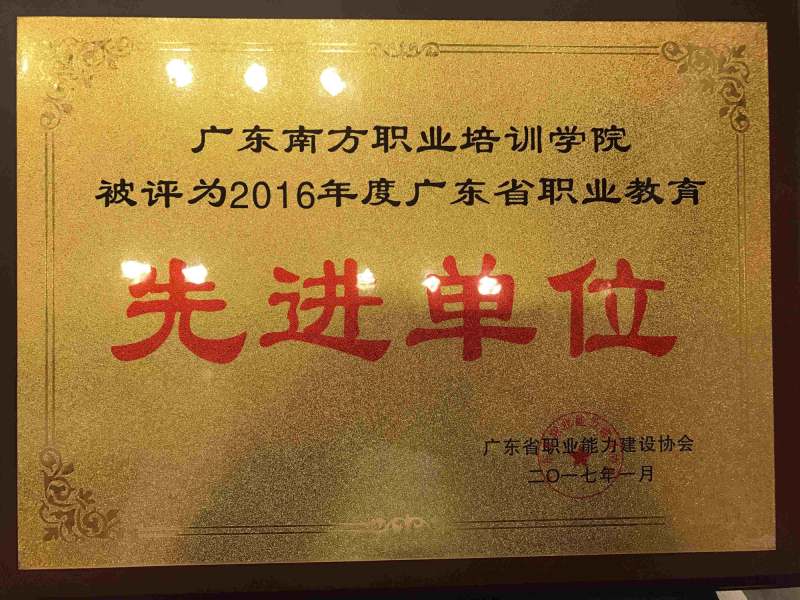 广东南方职业培训学院
被评为2016年度广东省职业教育
先进单位
广东省职业能力建设协会
二〇一七年一月